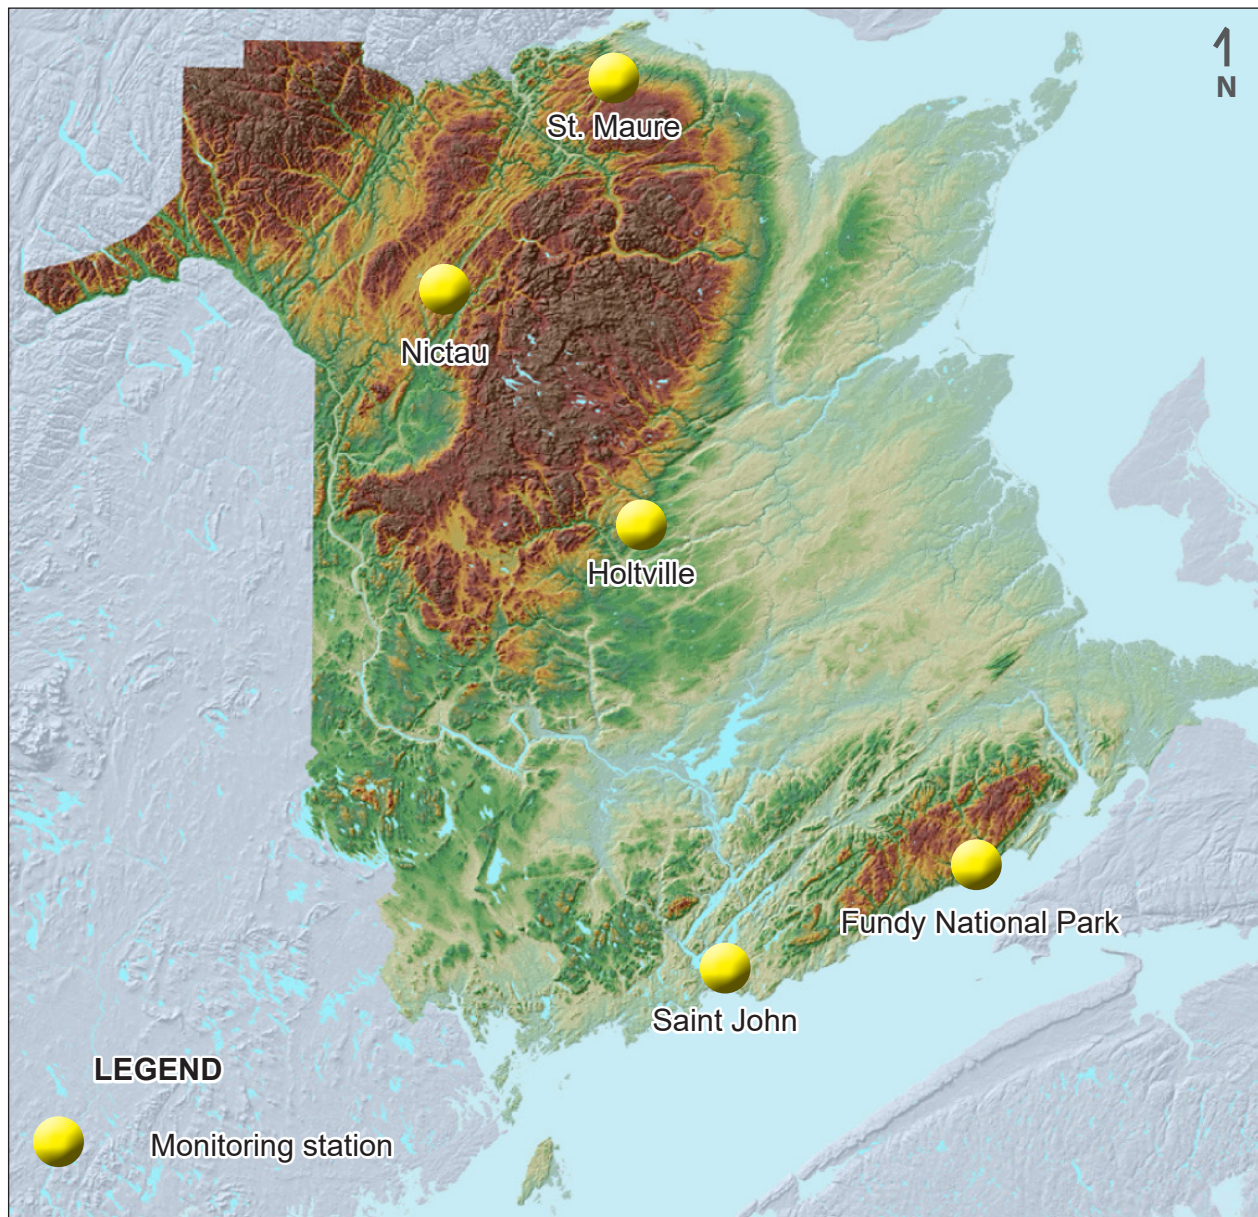 N
St. Maure
Nictau
Holtville
Fundy National Park
Saint John
LEGEND
Monitoring station